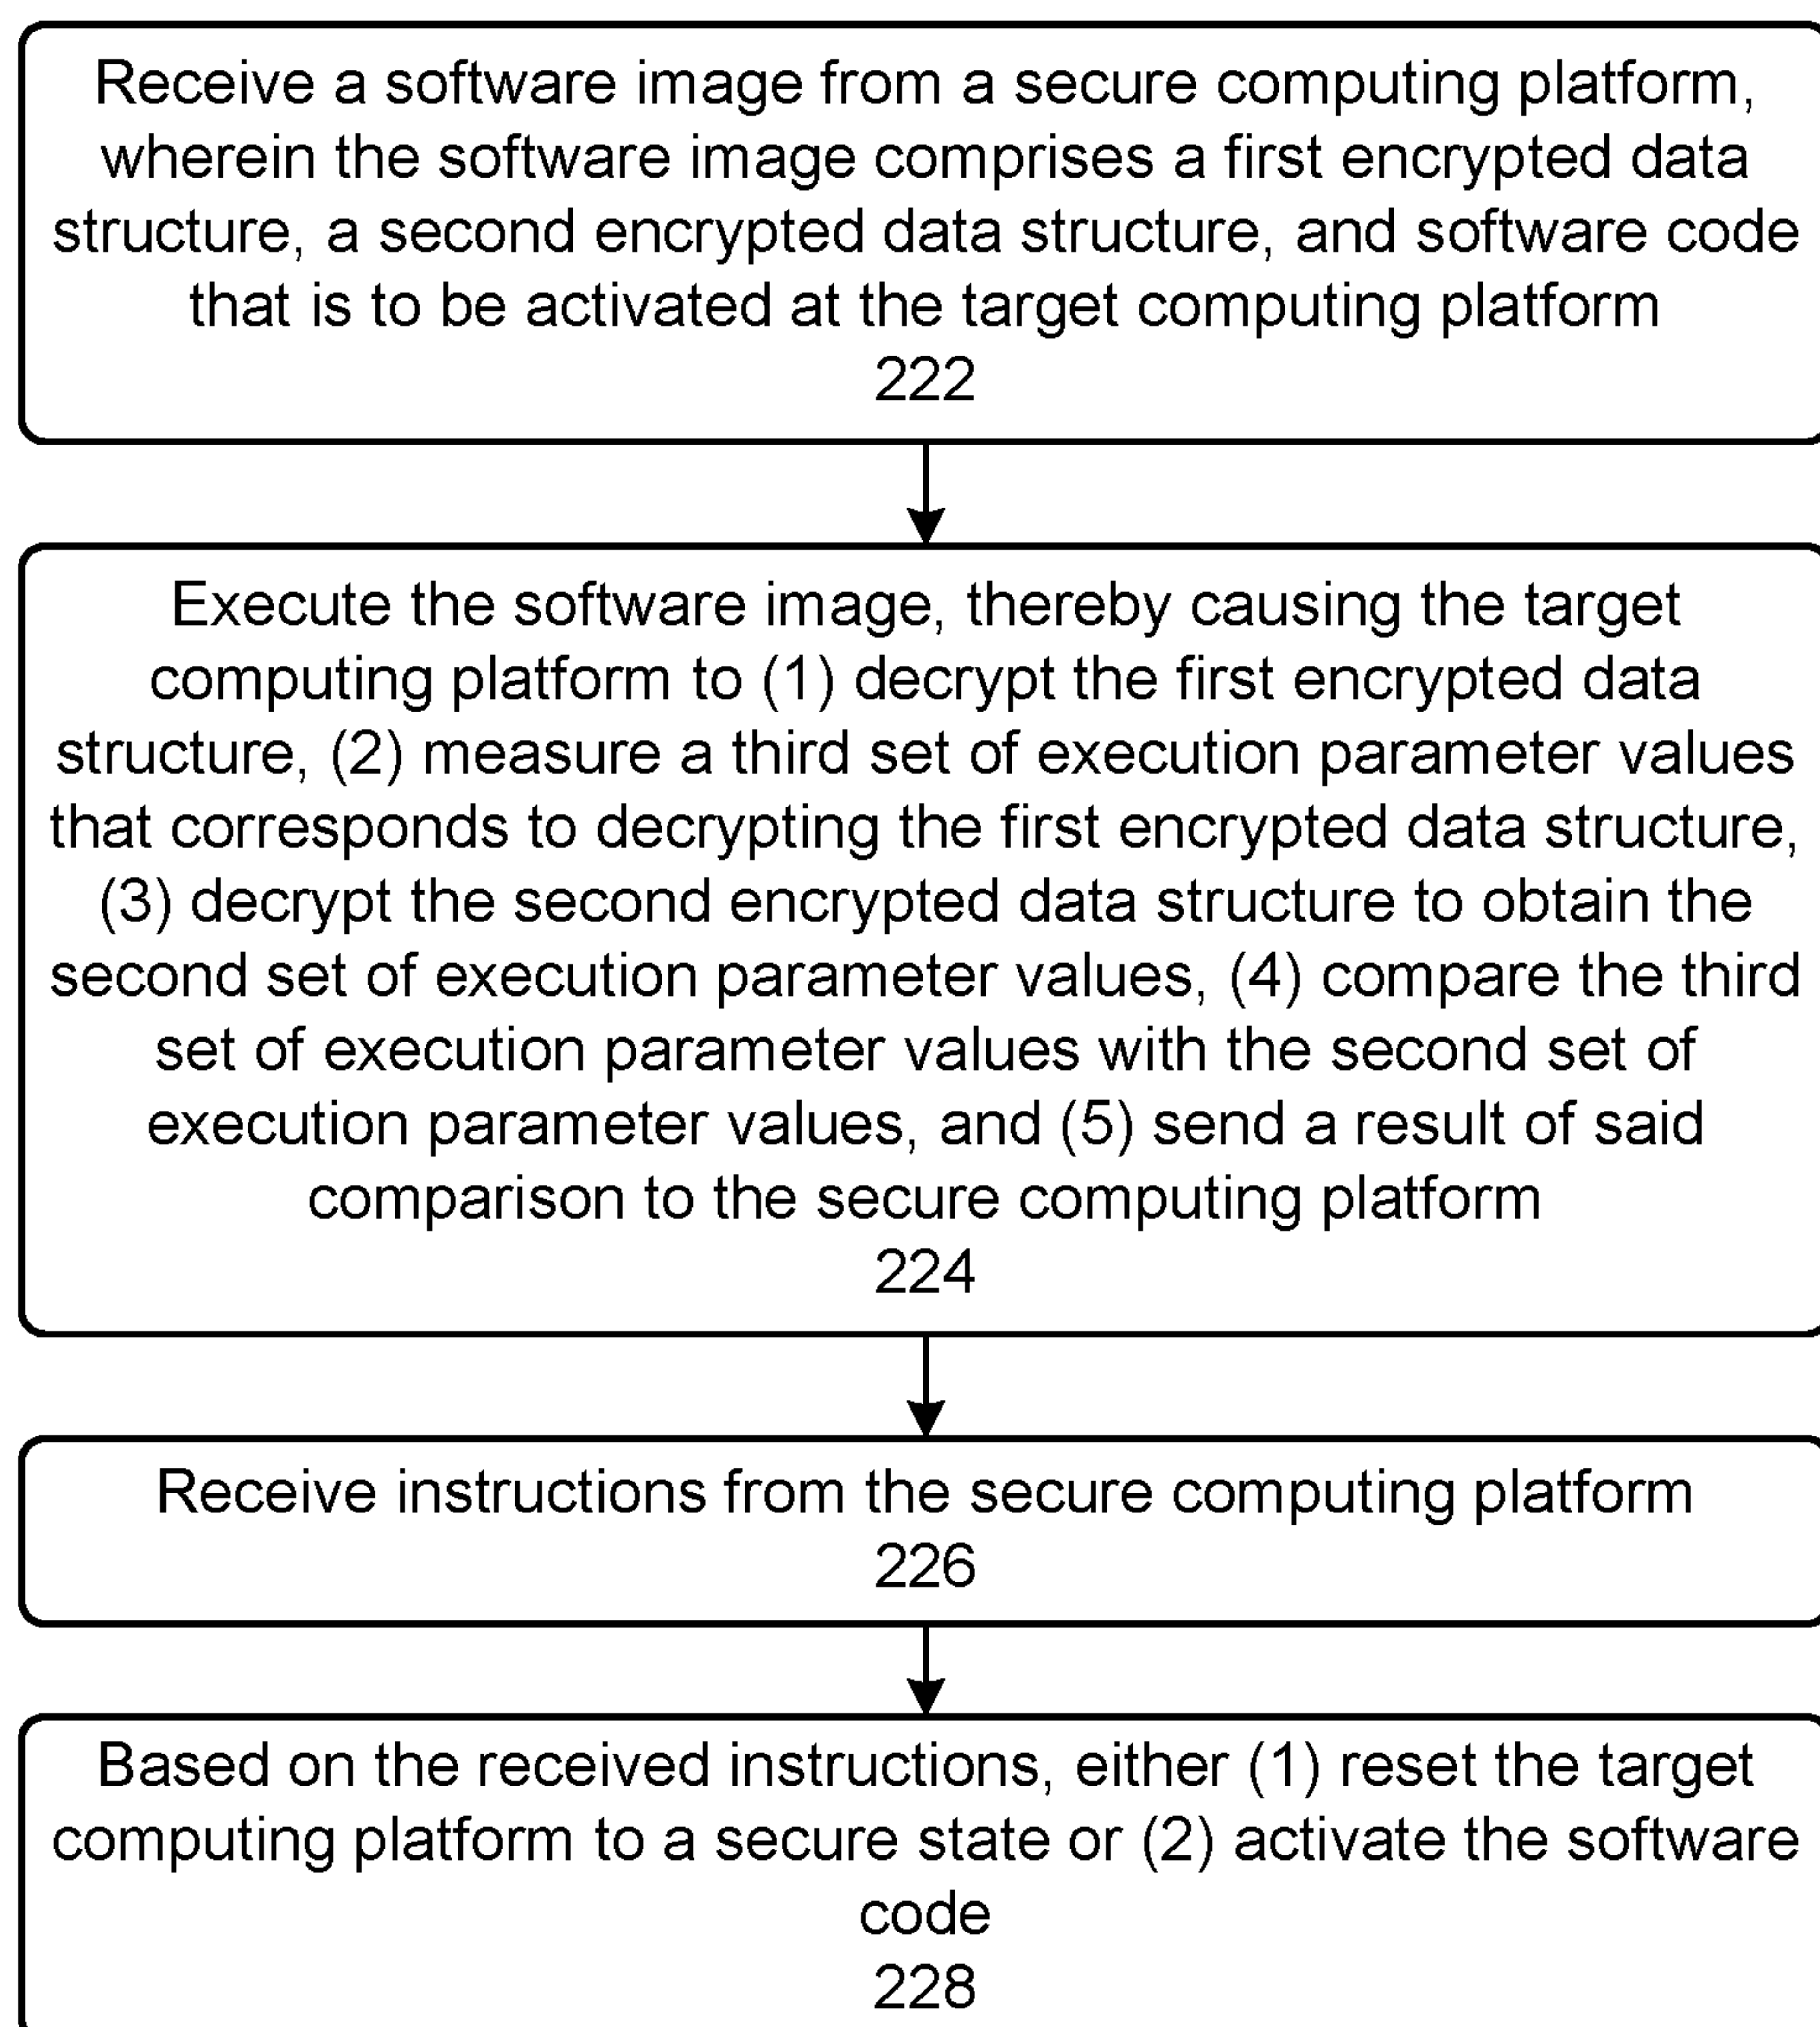 Receive a software image from a secure computing platform,
wherein the software image comprises a first encrypted data
structure, a second encrypted data structure, and software code
that is to be activated at the target computing platform
222
Execute the software image, thereby causing the target
computing platform to (1) decrypt the first encrypted data
structure, (2) measure a third set of execution parameter values
that corresponds to decrypting the first encrypted data structure,
(3) decrypt the second encrypted data structure to obtain the
second set of execution parameter values, (4) compare the third
set of execution parameter values with the second set of
execution parameter values, and (5) send a result of said
comparison to the secure computing platform
224
Receive instructions from the secure computing platform
226
Based on the received instructions, either (1) reset the target
computing platform to a secure state or (2) activate the software
code
228